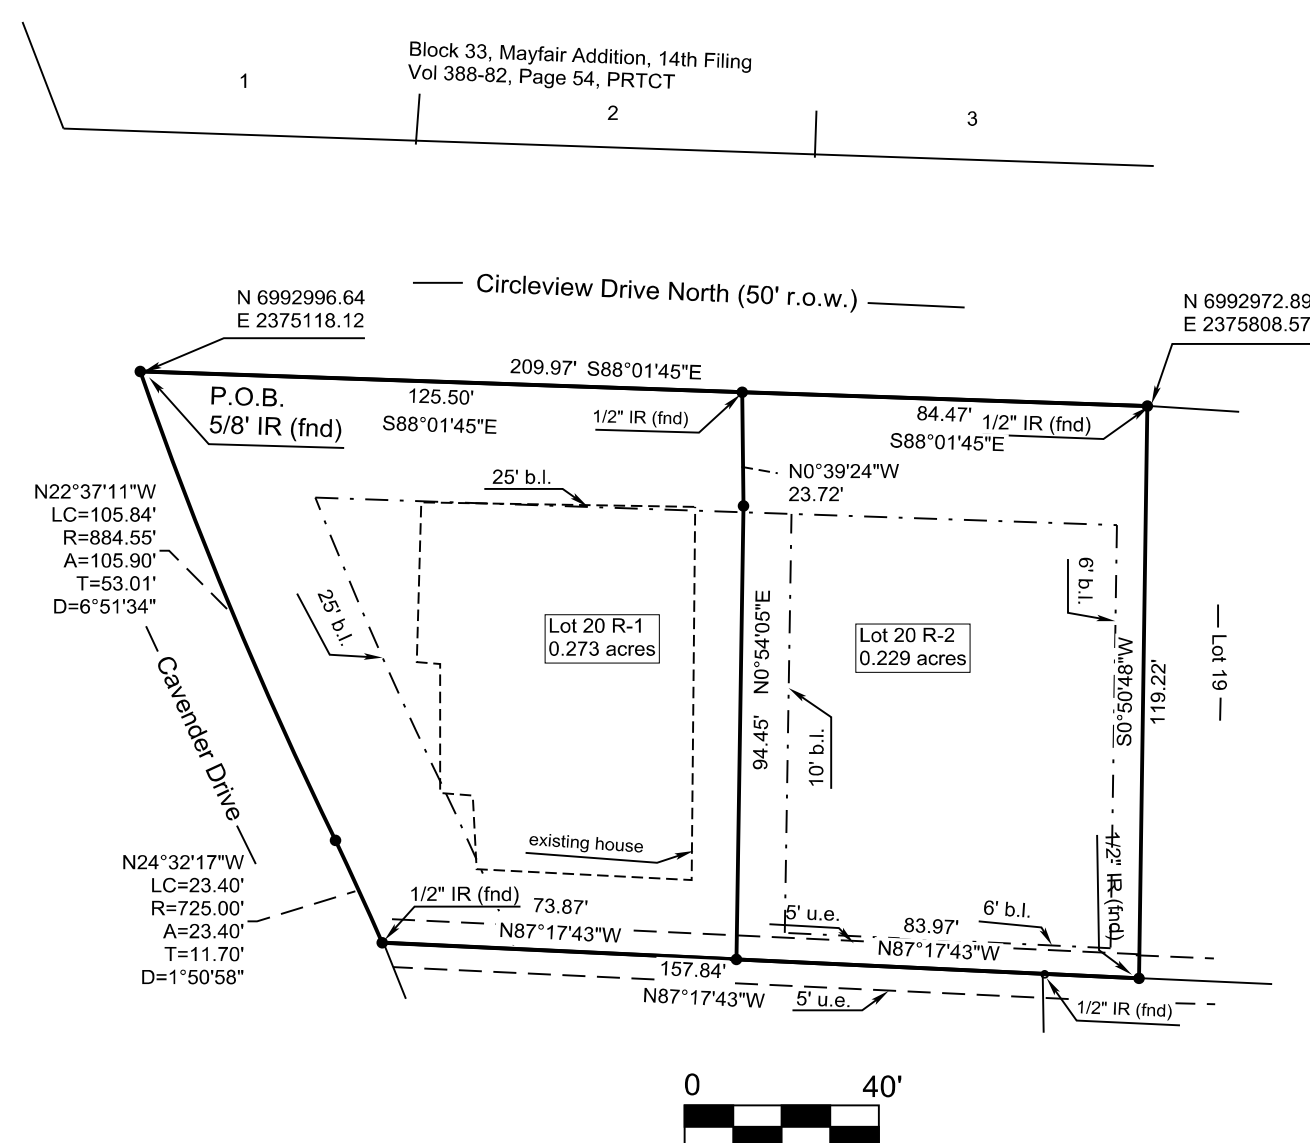 Block 33, Mayfair Addition, 14th Filing
Vol 388-82, Page 54, PRTCT
1
2
3
Circleview Drive North (50' r.o.w.)
N 6992996.64
E 2375118.12
N 6992972.89
E 2375808.57
209.97' S88°01'45"E
P.O.B.
5/8' IR (fnd)
125.50'
S88°01'45"E
1/2" IR (fnd)
84.47'
S88°01'45"E
1/2" IR (fnd)
N0°39'24"W
23.72'
25' b.l.
N22°37'11"W
LC=105.84'
R=884.55'
A=105.90'
T=53.01'
D=6°51'34"
25' b.l.
Lot 20 R-1
0.273 acres
94.45' N0°54'05"E
Lot 20 R-2
0.229 acres
6' b.l.
S0°50'48"W
119.22'
Lot 19
10' b.l.
Cavender Drive
existing house
N24°32'17"W
LC=23.40'
R=725.00'
A=23.40'
T=11.70'
D=1°50'58"
1/2" IR (fnd)
73.87'
N87°17'43"W
5' u.e.
83.97'
N87°17'43"W
6' b.l.
1/2" IR (fnd)
157.84'
N87°17'43"W
5' u.e.
1/2" IR (fnd)
0 40'